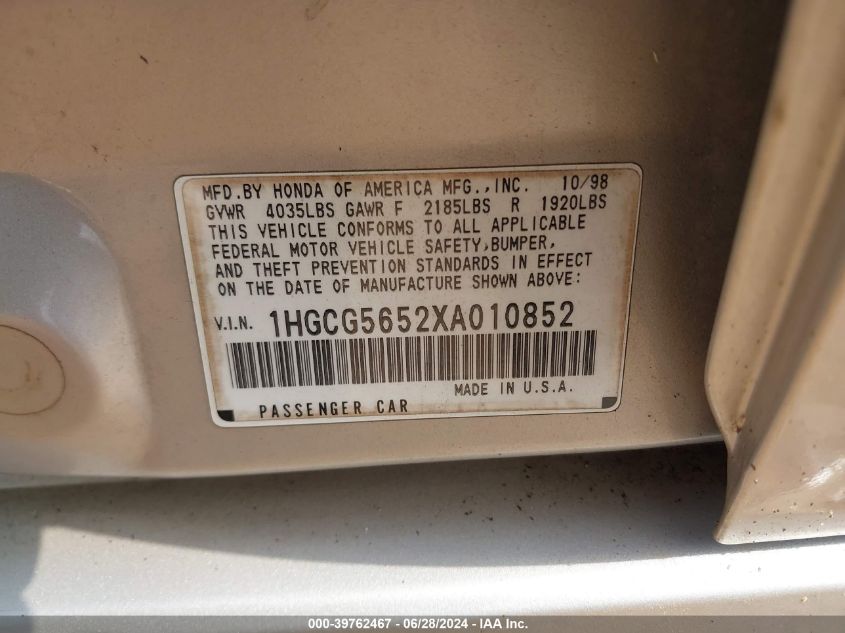 MFD.BY HONDA OF AMERICA MFG.,INC. 10/98
GVWR 4035LBS GAWR F 2185LBS R 1920LBS
THIS VEHICLE CONFORMS TO ALL APPLICABLE
FEDERAL MOTOR VEHICLE SAFETY,BUMPER,
AND THEFT PREVENTION STANDARDS IN EFFECT
ON THE DATE OF MANUFACTURE SHOWN ABOVE:
V.I.N. 1HGCG5652XA010852
MADE IN U.S.A.
PASSENGER CAR
000-39762467 - 06/28/2024 - IAA Inc.